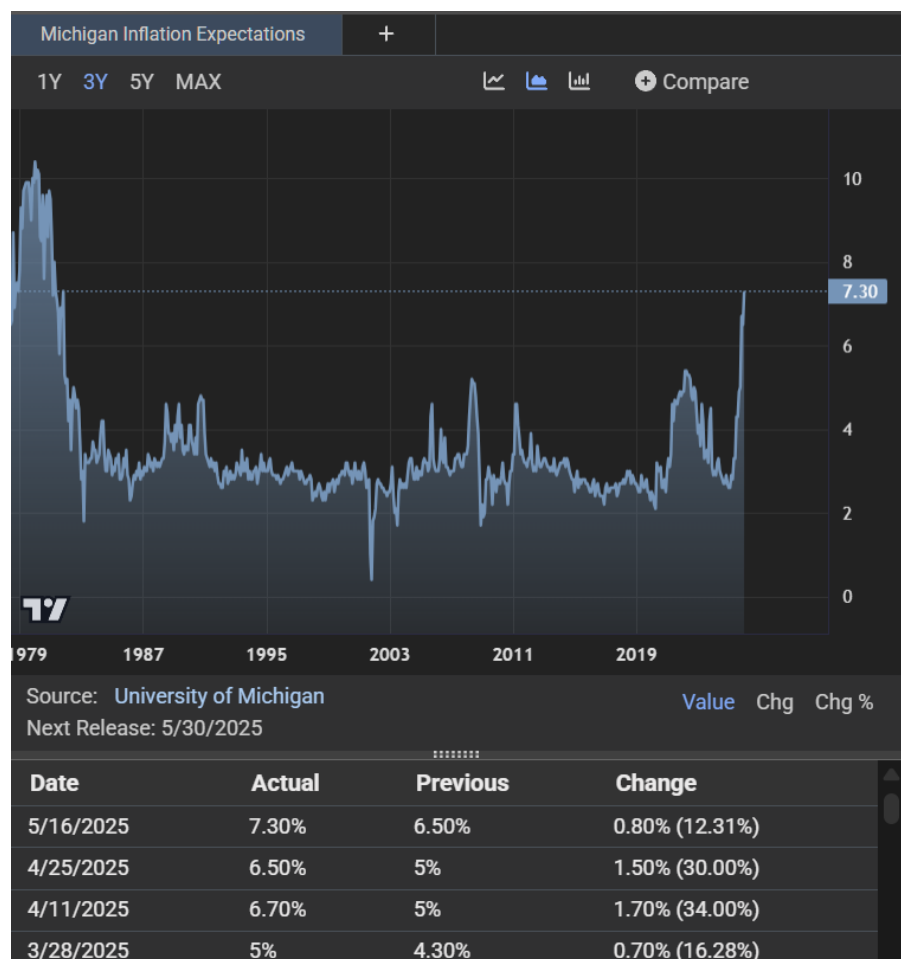 Michigan Inflation Expectations +
1Y 3Y 5Y MAX Compare
10
8
7.30
6
4
2
0
1979 1987 1995 2003 2011 2019
Source: University of Michigan
Value Chg Chg %
Next Release: 5/30/2025
Date Actual Previous Change
5/16/2025 7.30% 6.50% 0.80% (12.31%)
4/25/2025 6.50% 5% 1.50% (30.00%)
4/11/2025 6.70% 5% 1.70% (34.00%)
3/28/2025 5% 4.30% 0.70% (16.28%)